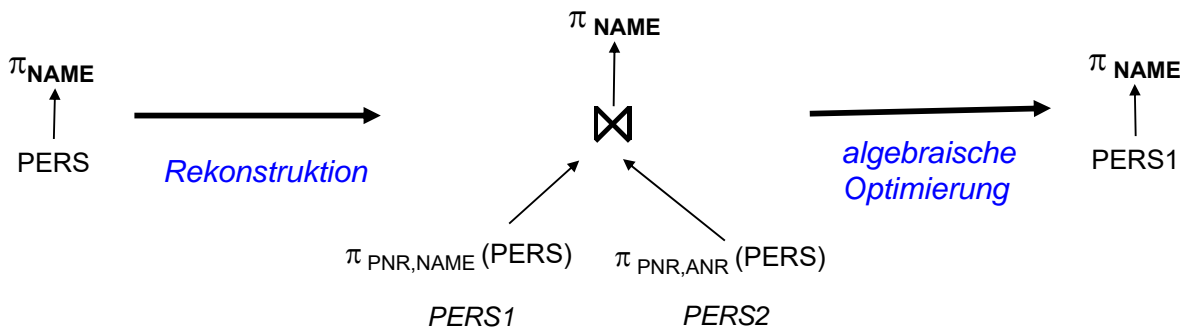 π NAME
PERS
Rekonstruktion
π NAME
⋈
π PNR,NAME (PERS)
PERS1
π PNR,ANR (PERS)
PERS2
algebraische
Optimierung
π NAME
PERS1